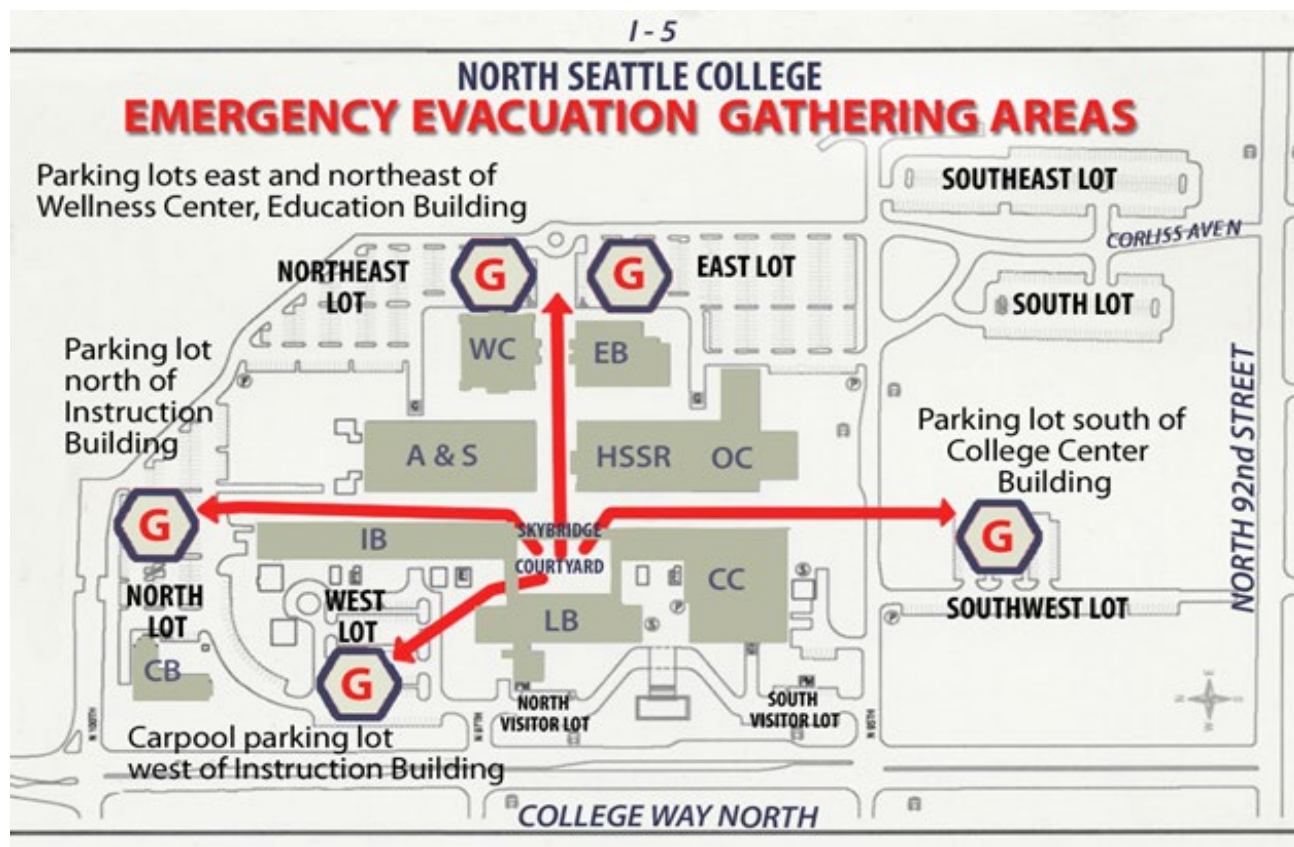 I - 5
NORTH SEATTLE COLLEGE
EMERGENCY EVACUATION GATHERING AREAS
Parking lots east and northeast of
Wellness Center, Education Building
SOUTHEAST LOT
CORLISS AVE N
NORTHEAST
LOT
G
G
EAST LOT
SOUTH LOT
WC
EB
Parking lot
north of
Instruction
Building
NORTH 92nd STREET
Parking lot south of
College Center
Building
A & S
HSSR
OC
G
G
SKYBRIDGE
COURTYARD
IB
CC
NORTH
LOT
WEST
LOT
LB
SOUTHWEST LOT
CB
G
NORTH
VISITOR LOT
SOUTH
VISITOR LOT
N 100TH
N 97TH
N 95TH
Carpool parking lot
west of Instruction Building
COLLEGE WAY NORTH